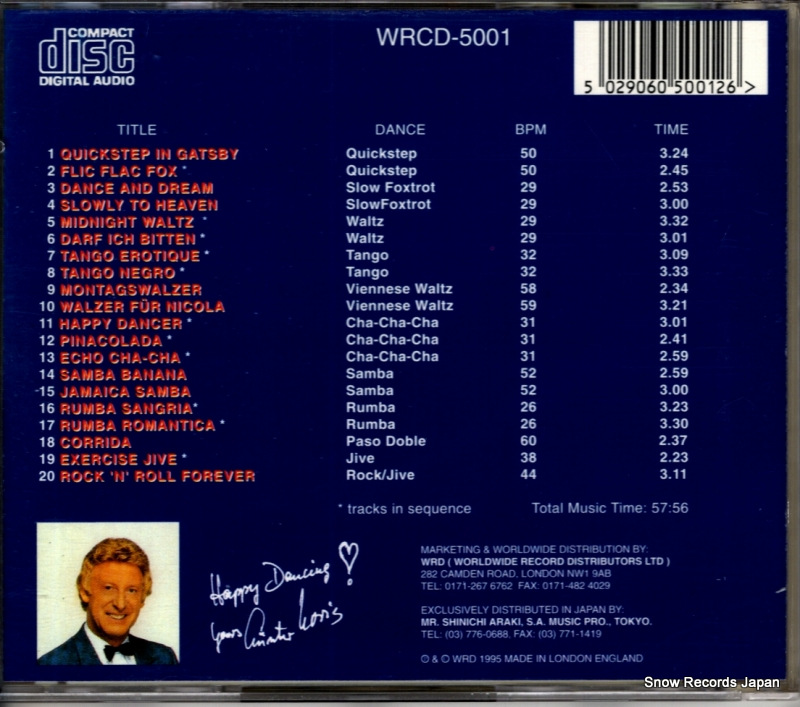 COMPACT
disc
DIGITAL AUDIO
WRCD-5001
5 029060 500126 >
TITLE DANCE BPM TIME
1 QUICKSTEP IN GATSBY Quickstep 50 3.24
2 FLIC FLAC FOX * Quickstep 50 2.45
3 DANCE AND DREAM Slow Foxtrot 29 2.53
4 SLOWLY TO HEAVEN SlowFoxtrot 29 3.00
5 MIDNIGHT WALTZ * Waltz 29 3.32
6 DARF ICH BITTEN * Waltz 29 3.01
7 TANGO EROTIQUE * Tango 32 3.09
8 TANGO NEGRO * Tango 32 3.33
9 MONTAGSWALZER Viennese Waltz 58 2.34
10 WALZER FÜR NICOLA Viennese Waltz 59 3.21
11 HAPPY DANCER * Cha-Cha-Cha 31 3.01
12 PINACOLADA * Cha-Cha-Cha 31 2.41
13 ECHO CHA-CHA * Cha-Cha-Cha 31 2.59
14 SAMBA BANANA Samba 52 2.59
-15 JAMAICA SAMBA Samba 52 3.00
16 RUMBA SANGRIA* Rumba 26 3.23
17 RUMBA ROMANTICA * Rumba 26 3.30
18 CORRIDA Paso Doble 60 2.37
19 EXERCISE JIVE * Jive 38 2.23
20 ROCK 'N' ROLL FOREVER Rock/Jive 44 3.11
* tracks in sequence Total Music Time: 57:56
Happy Dancing!
yours Günter Noris
MARKETING & WORLDWIDE DISTRIBUTION BY:
WRD ( WORLDWIDE RECORD DISTRIBUTORS LTD )
282 CAMDEN ROAD, LONDON NW1 9AB
TEL: 0171-267 6762 FAX: 0171-482 4029
EXCLUSIVELY DISTRIBUTED IN JAPAN BY:
MR. SHINICHI ARAKI, S.A. MUSIC PRO., TOKYO.
TEL: (03) 776-0688. FAX: (03) 771-1419
℗ & © WRD 1995 MADE IN LONDON ENGLAND
Snow Records Japan